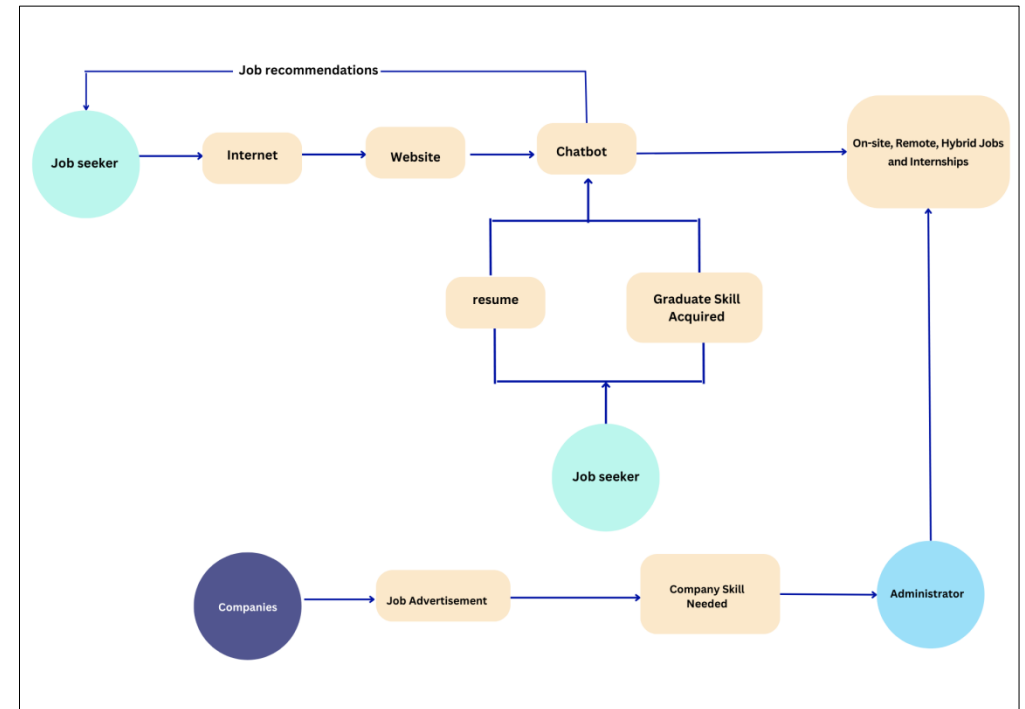 Job recommendations
Job seeker
Internet
Website
Chatbot
On-site, Remote, Hybrid Jobs
and Internships
resume
Graduate Skill
Acquired
Job seeker
Companies
Job Advertisement
Company Skill
Needed
Administrator